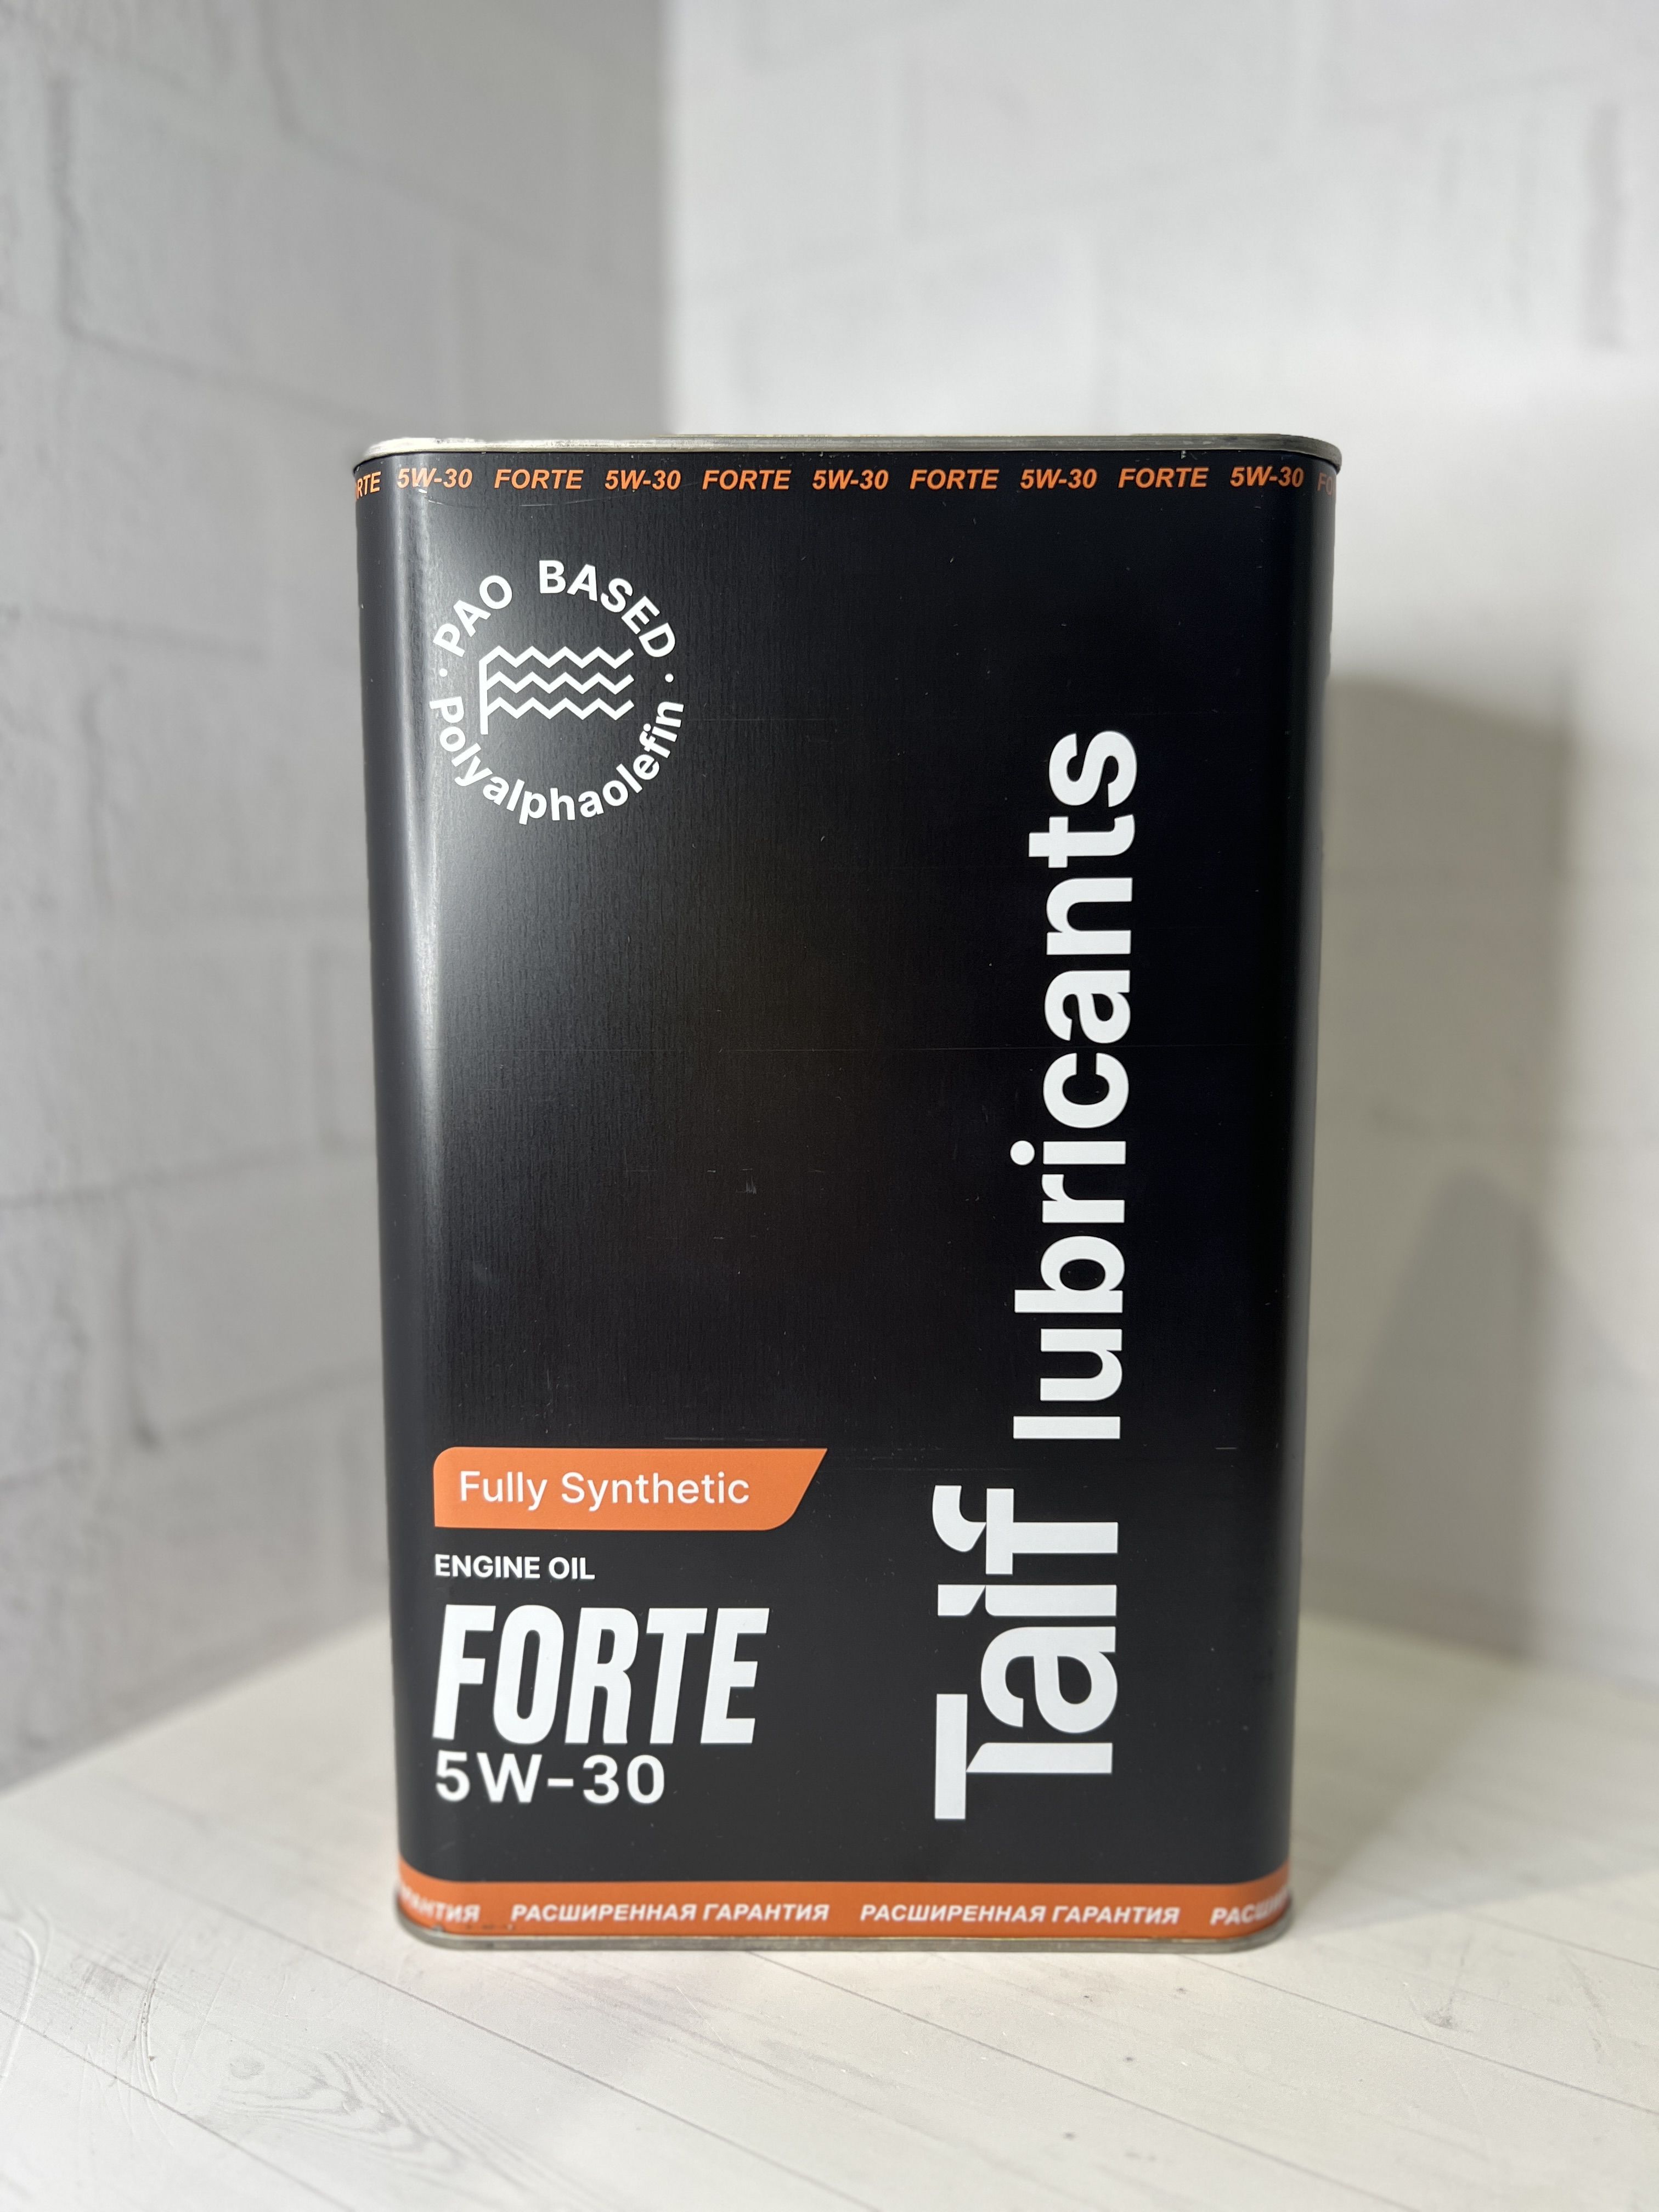 5W-30 FORTE 5W-30 FORTE 5W-30 FORTE 5W-30 FORTE 5W-30
· PAO BASED ·
Polyalphaolefin
Taif lubricants
Fully Synthetic
ENGINE OIL
FORTE
5W-30
РАСШИРЕННАЯ ГАРАНТИЯ РАСШИРЕННАЯ ГАРАНТИЯ